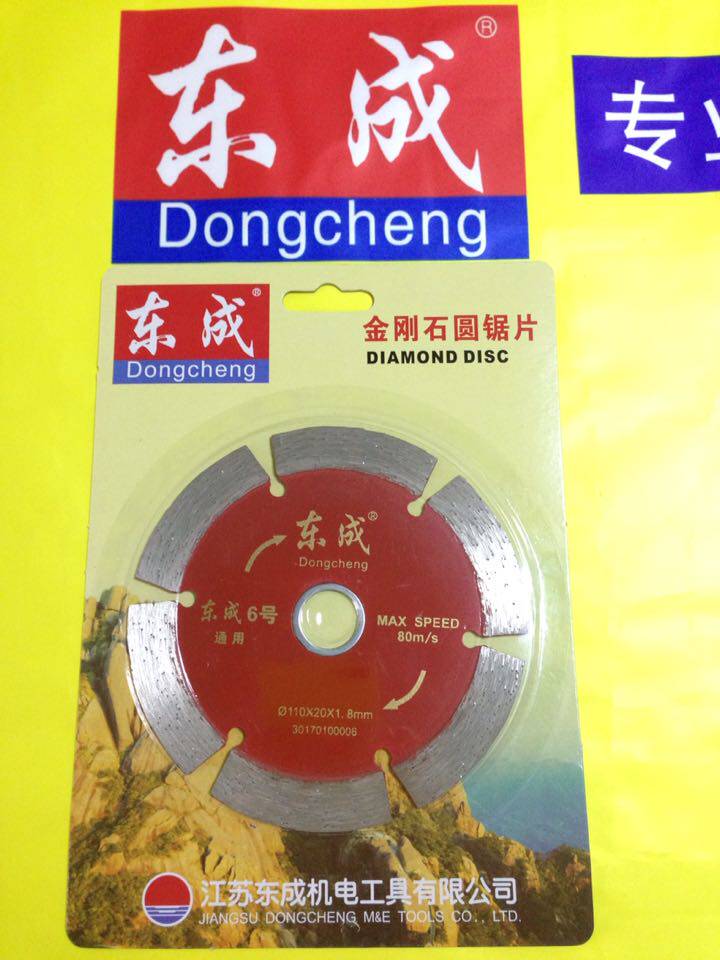 东成®
Dongcheng
专
东成®
Dongcheng
金刚石圆锯片
DIAMOND DISC
东成®
Dongcheng
东成6号
通用
MAX SPEED
80m/s
Ø110X20X1.8mm
30170100006
江苏东成机电工具有限公司
JIANGSU DONGCHENG M&E TOOLS CO., LTD.